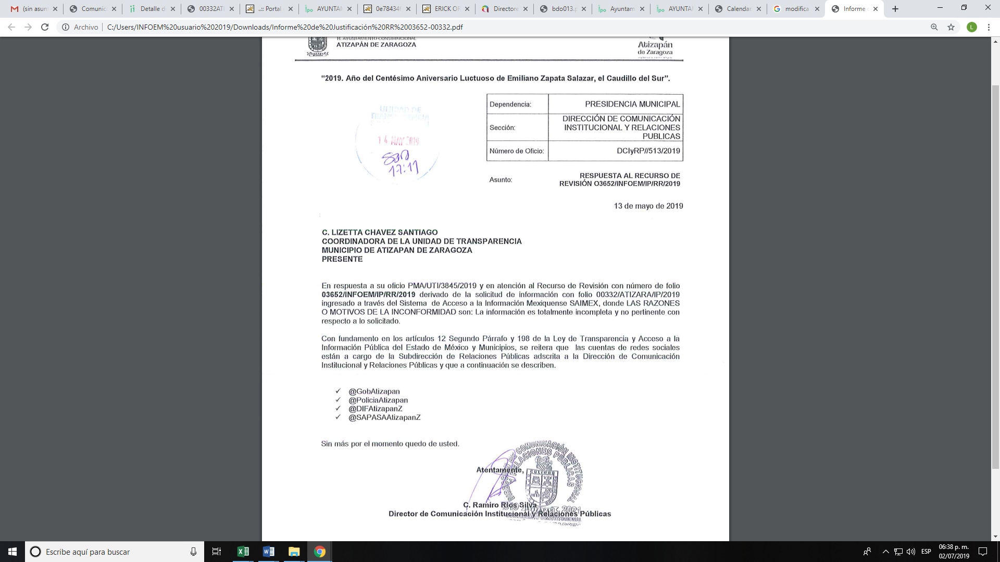 (sin asun
Comunic
Detalle d
00332AT
..:: Portal
AYUNTAM
0e78434f
ERICK OR
Directore
bdo013.p
Ayuntam
AYUNTAM
Calendar
modifica
Informe
Archivo
C:/Users/INFOEM%20usuario%202019/Downloads/Informe%20de%20Justificación%20RR%2003652-00332.pdf
L
H. AYUNTAMIENTO CONSTITUCIONAL
ATIZAPÁN DE ZARAGOZA
Atizapán
de Zaragoza
“2019. Año del Centésimo Aniversario Luctuoso de Emiliano Zapata Salazar, el Caudillo del Sur”.
UNIDAD DE
TRANSPARENCIA
14 MAY 2019
17:11
Dependencia: PRESIDENCIA MUNICIPAL
Sección: DIRECCIÓN DE COMUNICACIÓN
INSTITUCIONAL Y RELACIONES
PUBLICAS
Número de Oficio: DCIyRP//513/2019
Asunto: RESPUESTA AL RECURSO DE
REVISIÓN O3652/INFOEM/IP/RR/2019
13 de mayo de 2019
C. LIZETTA CHAVEZ SANTIAGO
COORDINADORA DE LA UNIDAD DE TRANSPARENCIA
MUNICIPIO DE ATIZAPAN DE ZARAGOZA
PRESENTE
En respuesta a su oficio PMA/UTI/3845/2019 y en atención al Recurso de Revisión con número de folio
03652/INFOEM/IP/RR/2019 derivado de la solicitud de información con folio 00332/ATIZARA/IP/2019
ingresado a través del Sistema de Acceso a la Información Mexiquense SAIMEX, donde LAS RAZONES
O MOTIVOS DE LA INCONFORMIDAD son: La información es totalmente incompleta y no pertinente con
respecto a lo solicitado.
Con fundamento en los artículos 12 Segundo Párrafo y 198 de la Ley de Transparencia y Acceso a la
Información Pública del Estado de México y Municipios, se reitera que las cuentas de redes sociales
están a cargo de la Subdirección de Relaciones Públicas adscrita a la Dirección de Comunicación
Institucional y Relaciones Públicas y que a continuación se describen.
✓ @GobAtizapan
✓ @PoliciaAtizapan
✓ @DIFAtizapanZ
✓ @SAPASAAtizapanZ
Sin más por el momento quedo de usted.
DIRECCIÓN DE COMUNICACIÓN INSTITUCIONAL
Y RELACIONES PÚBLICAS
Atentamente,
C. Ramiro Rios Silva
Director de Comunicación Institucional y Relaciones Públicas
Escribe aquí para buscar
ESP
06:38 p. m.
02/07/2019